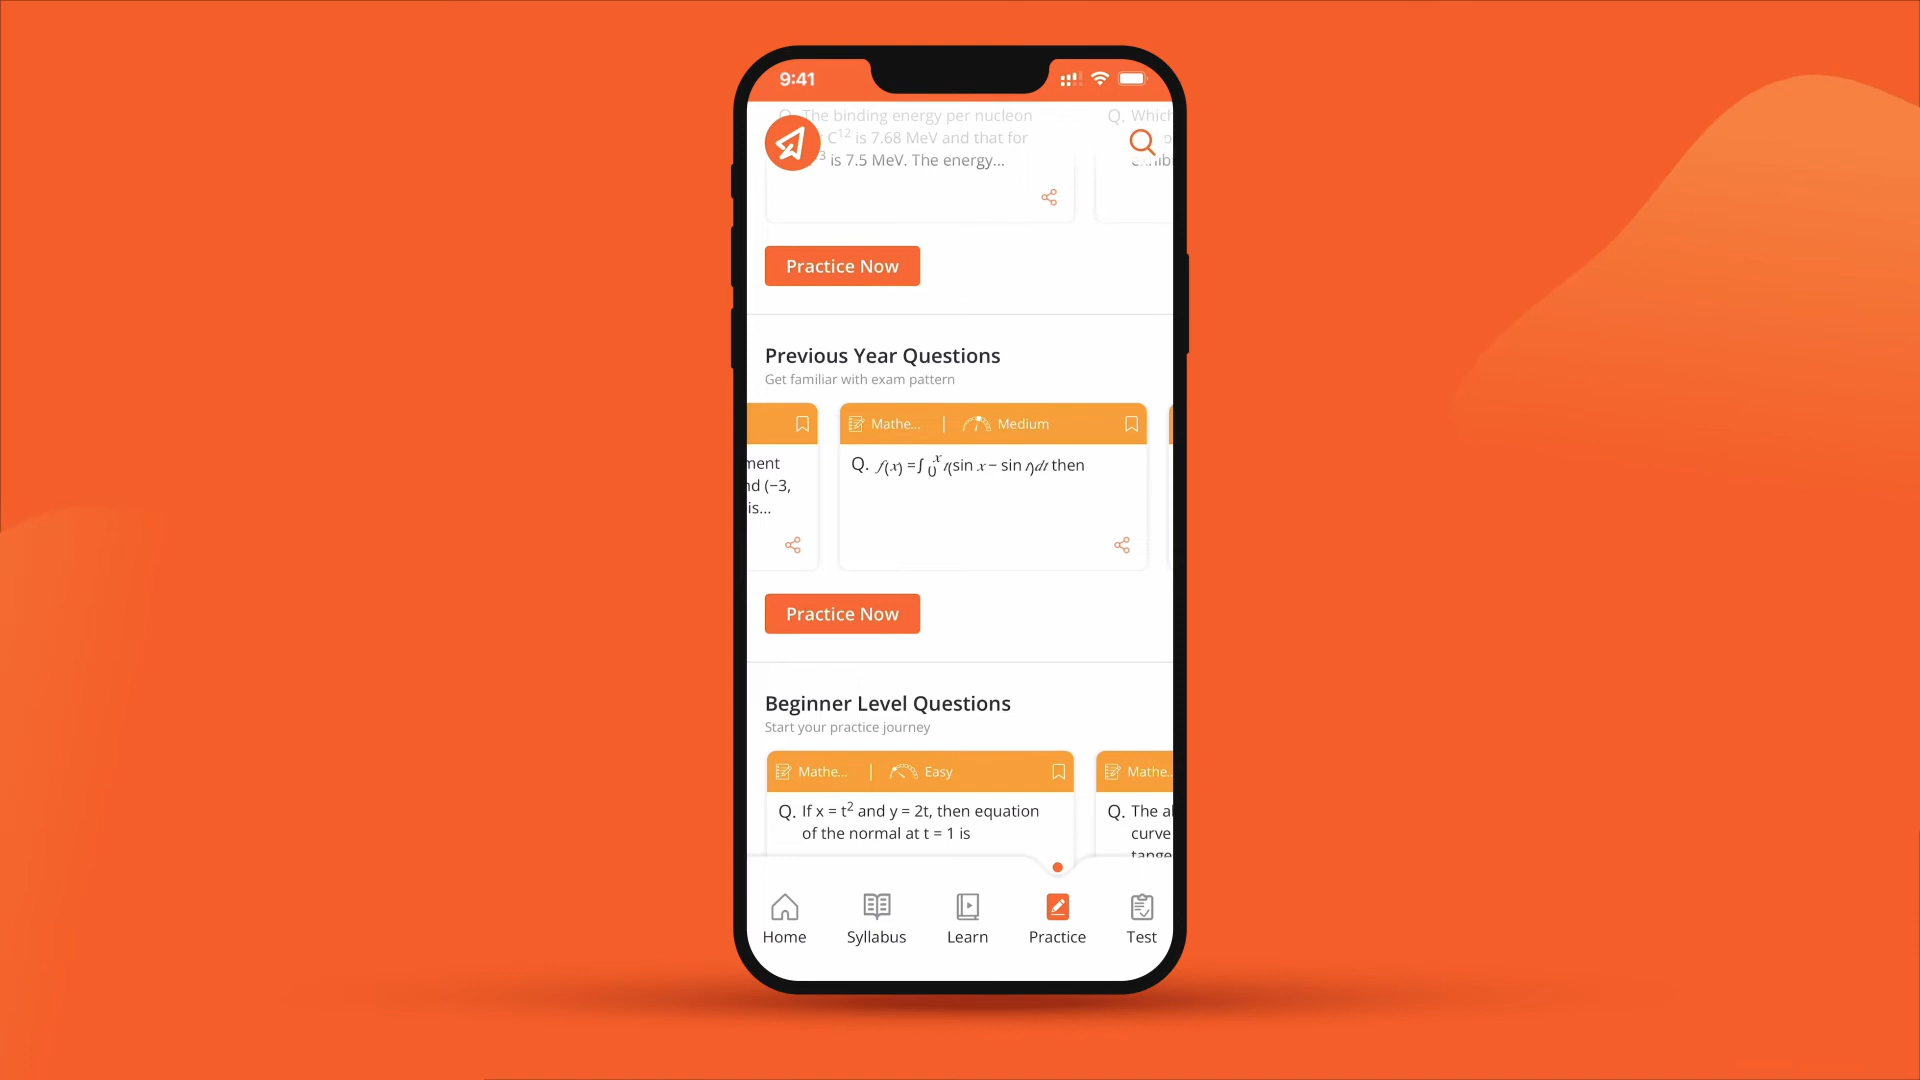 9:41
Q. The binding energy per nucleon
C¹² is 7.68 MeV and that for
³ is 7.5 MeV. The energy...
Q. Which
Practice Now
Previous Year Questions
Get familiar with exam pattern
ment
nd (−3,
is...
Mathe... | Medium
Q. f(x) =∫ 0 x t(sin x − sin t)dt then
Practice Now
Beginner Level Questions
Start your practice journey
Mathe... | Easy
Q. If x = t² and y = 2t, then equation
of the normal at t = 1 is
Mathe...
Q. The a
curve
tange
Home
Syllabus
Learn
Practice
Test